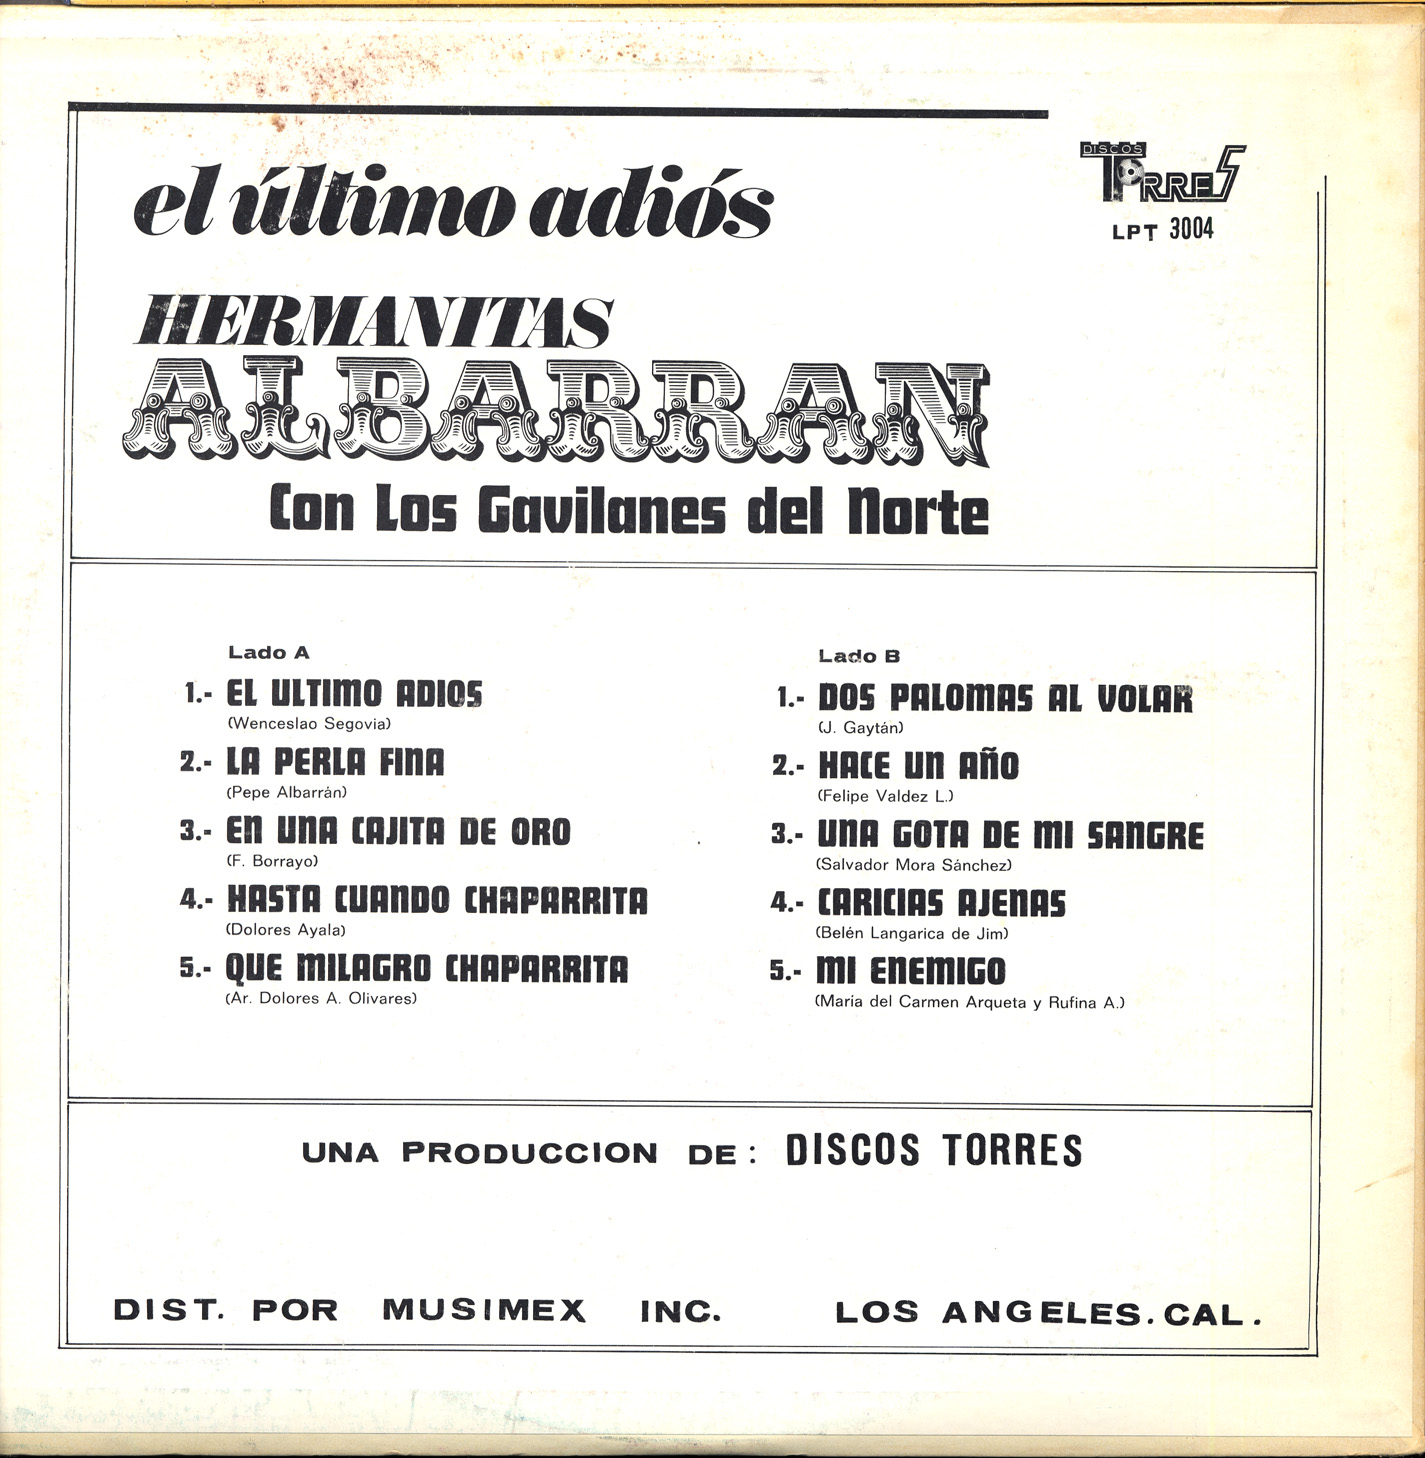 DISCOS
TORRES
LPT 3004
el último adiós
HERMANITAS
ALBARRAN
Con Los Gavilanes del Norte
Lado A
1.- EL ULTIMO ADIOS
(Wenceslao Segovia)
2.- LA PERLA FINA
(Pepe Albarrán)
3.- EN UNA CAJITA DE ORO
(F. Borrayo)
4.- HASTA CUANDO CHAPARRITA
(Dolores Ayala)
5.- QUE MILAGRO CHAPARRITA
(Ar. Dolores A. Olivares)
Lado B
1.- DOS PALOMAS AL VOLAR
(J. Gaytán)
2.- HACE UN AÑO
(Felipe Valdez L.)
3.- UNA GOTA DE MI SANGRE
(Salvador Mora Sánchez)
4.- CARICIAS AJENAS
(Belén Langarica de Jim)
5.- MI ENEMIGO
(María del Carmen Arqueta y Rufina A.)
UNA PRODUCCION DE: DISCOS TORRES
DIST. POR MUSIMEX INC. LOS ANGELES. CAL.